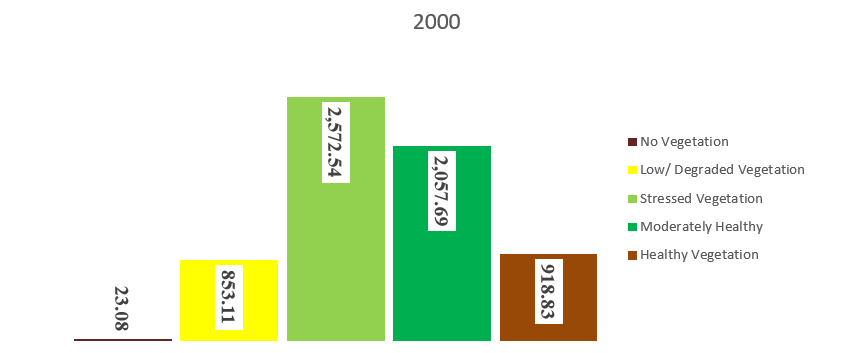 2000
23.08
853.11
2,572.54
2,057.69
918.83
No Vegetation
Low/ Degraded Vegetation
Stressed Vegetation
Moderately Healthy
Healthy Vegetation